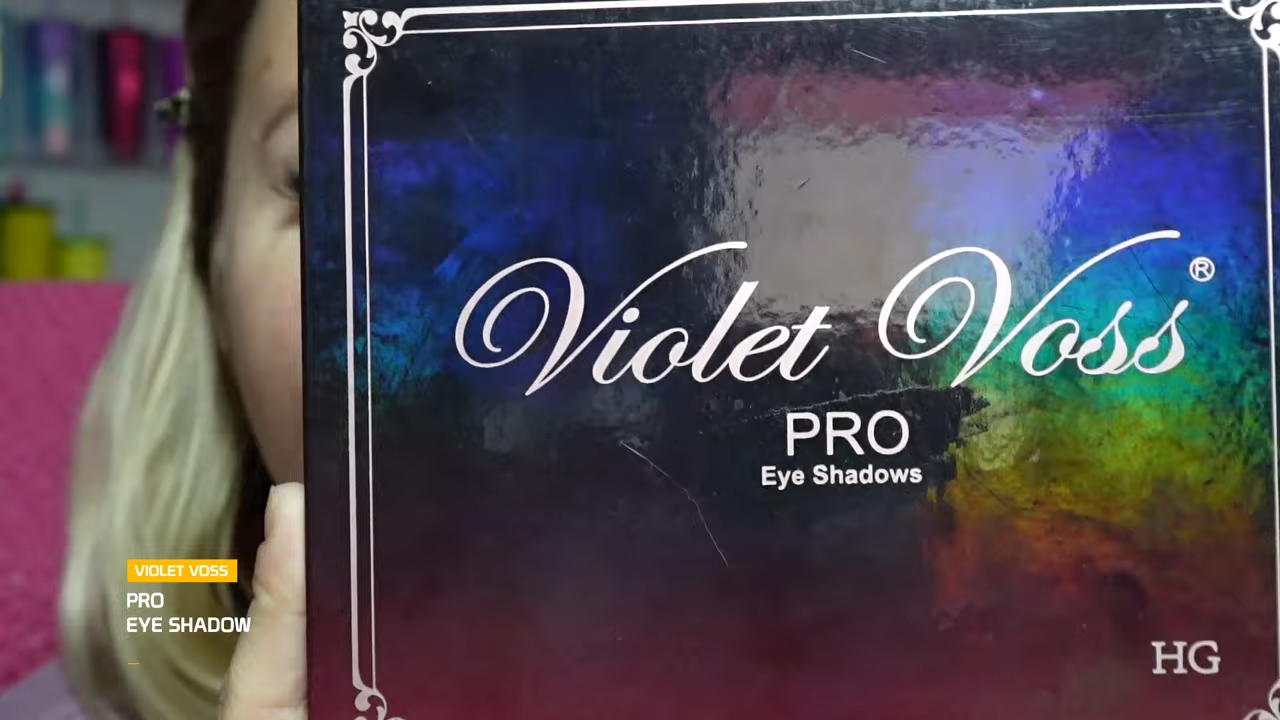 Violet Voss®
PRO
Eye Shadows
HG
VIOLET VOSS
PRO
EYE SHADOW